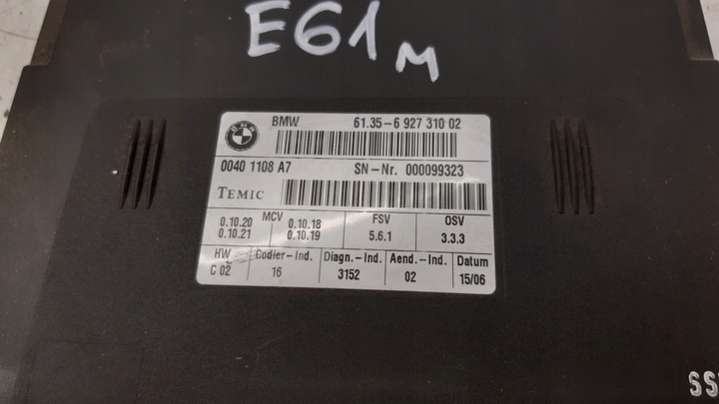 E61 M
BMW 61.35-6 927 310 02
0040 1108 A7 SN-Nr. 000099323
TEMIC
MCV FSV OSV
0.10.20 0.10.18 5.6.1 3.3.3
0.10.21 0.10.19
HW Codier-Ind. Diagn.-Ind. Aend.-Ind. Datum
C 02 16 3152 02 15/06